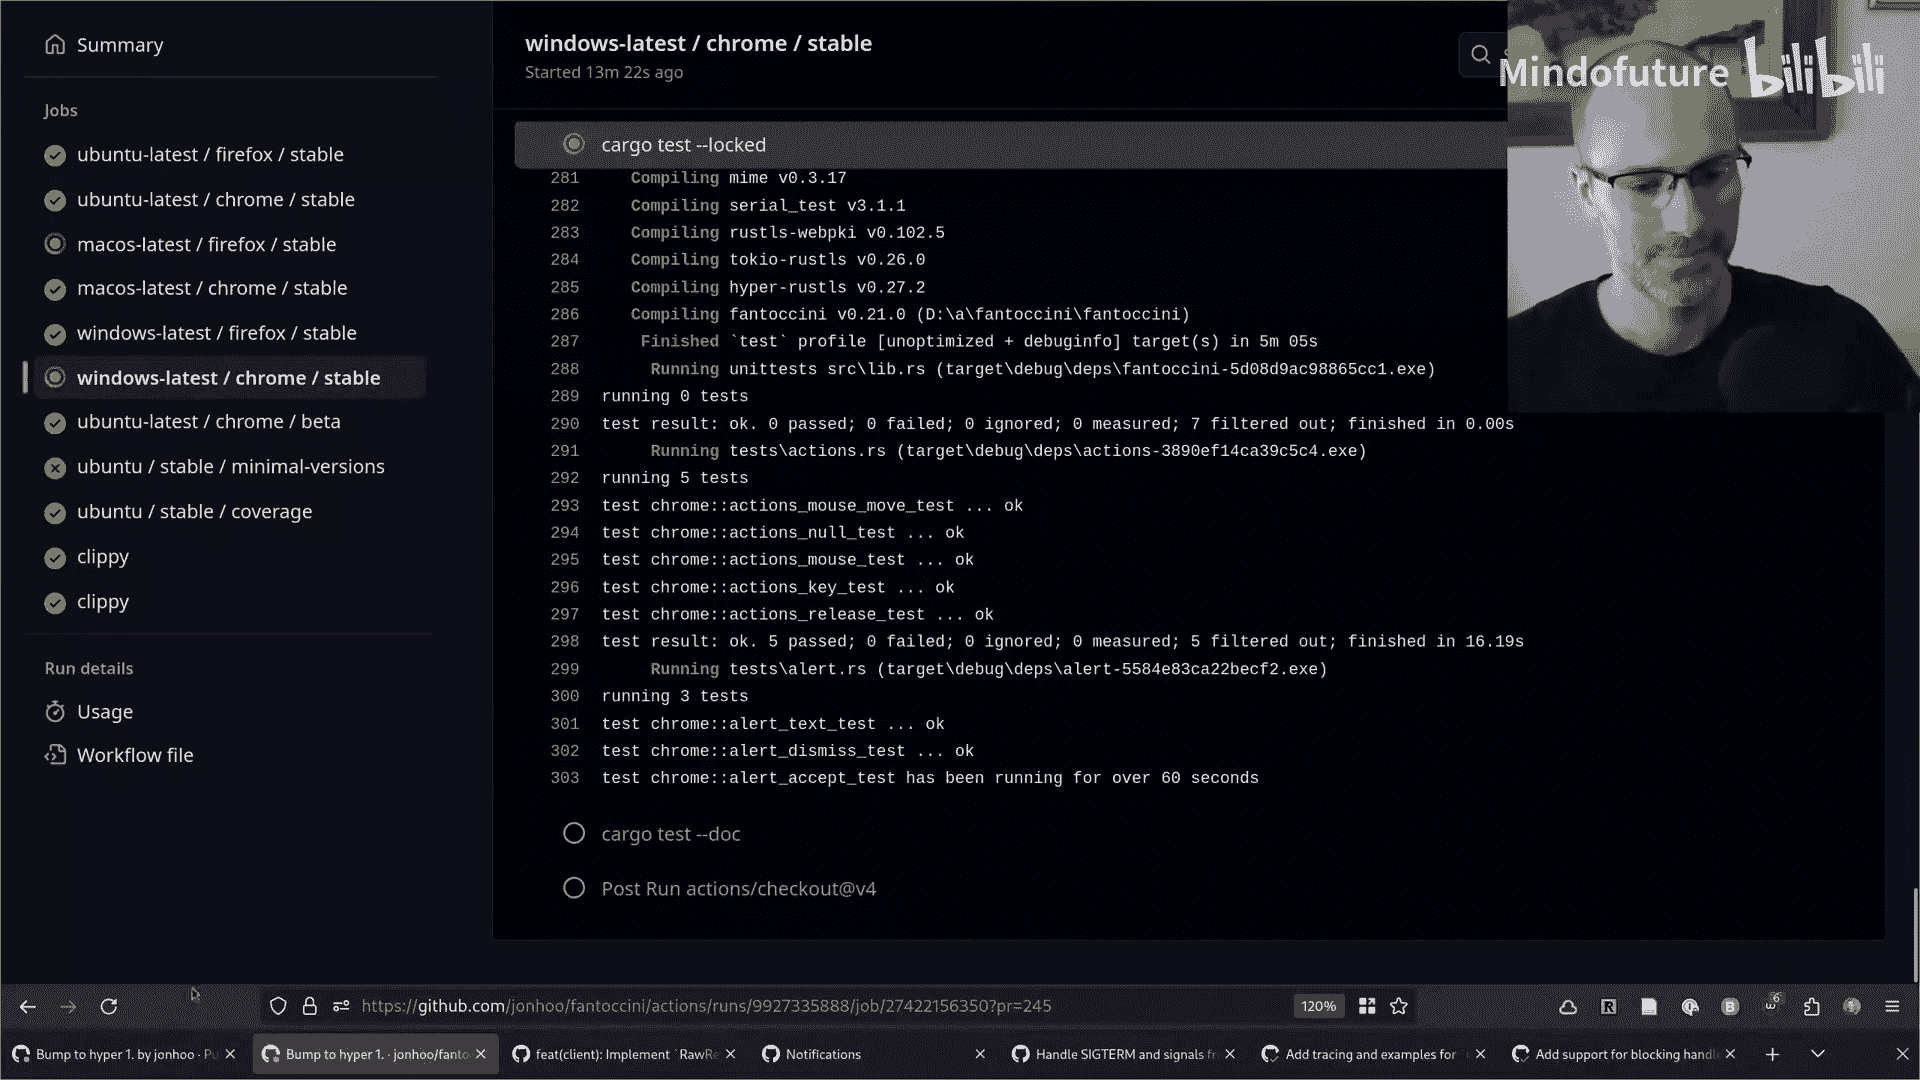 Summary
Jobs
ubuntu-latest / firefox / stable
ubuntu-latest / chrome / stable
macos-latest / firefox / stable
macos-latest / chrome / stable
windows-latest / firefox / stable
windows-latest / chrome / stable
ubuntu-latest / chrome / beta
ubuntu / stable / minimal-versions
ubuntu / stable / coverage
clippy
clippy
Run details
Usage
Workflow file
windows-latest / chrome / stable
Started 13m 22s ago
Mindofuture bilibili
cargo test --locked
281 Compiling mime v0.3.17
282 Compiling serial_test v3.1.1
283 Compiling rustls-webpki v0.102.5
284 Compiling tokio-rustls v0.26.0
285 Compiling hyper-rustls v0.27.2
286 Compiling fantoccini v0.21.0 (D:\a\fantoccini\fantoccini)
287 Finished `test` profile [unoptimized + debuginfo] target(s) in 5m 05s
288 Running unittests src\lib.rs (target\debug\deps\fantoccini-5d08d9ac98865cc1.exe)
289 running 0 tests
290 test result: ok. 0 passed; 0 failed; 0 ignored; 0 measured; 7 filtered out; finished in 0.00s
291 Running tests\actions.rs (target\debug\deps\actions-3890ef14ca39c5c4.exe)
292 running 5 tests
293 test chrome::actions_mouse_move_test ... ok
294 test chrome::actions_null_test ... ok
295 test chrome::actions_mouse_test ... ok
296 test chrome::actions_key_test ... ok
297 test chrome::actions_release_test ... ok
298 test result: ok. 5 passed; 0 failed; 0 ignored; 0 measured; 5 filtered out; finished in 16.19s
299 Running tests\alert.rs (target\debug\deps\alert-5584e83ca22becf2.exe)
300 running 3 tests
301 test chrome::alert_text_test ... ok
302 test chrome::alert_dismiss_test ... ok
303 test chrome::alert_accept_test has been running for over 60 seconds
cargo test --doc
Post Run actions/checkout@v4
https://github.com/jonhoo/fantoccini/actions/runs/9927335888/job/27422156350?pr=245
120%
6
Bump to hyper 1. by jonhoo · Pu
Bump to hyper 1. · jonhoo/fanto
feat(client): Implement `RawRe
Notifications
Handle SIGTERM and signals fr
Add tracing and examples for
Add support for blocking handl